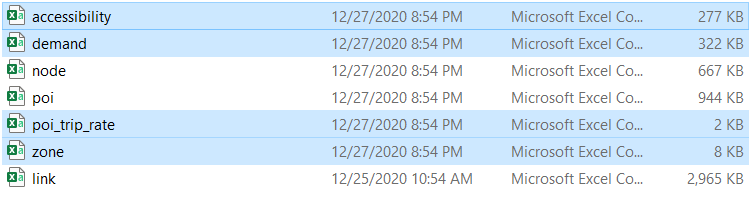 accessibility 12/27/2020 8:54 PM Microsoft Excel Co... 277 KB
demand 12/27/2020 8:54 PM Microsoft Excel Co... 322 KB
node 12/27/2020 8:54 PM Microsoft Excel Co... 667 KB
poi 12/27/2020 8:54 PM Microsoft Excel Co... 944 KB
poi_trip_rate 12/27/2020 8:54 PM Microsoft Excel Co... 2 KB
zone 12/27/2020 8:54 PM Microsoft Excel Co... 8 KB
link 12/25/2020 10:54 AM Microsoft Excel Co... 2,965 KB